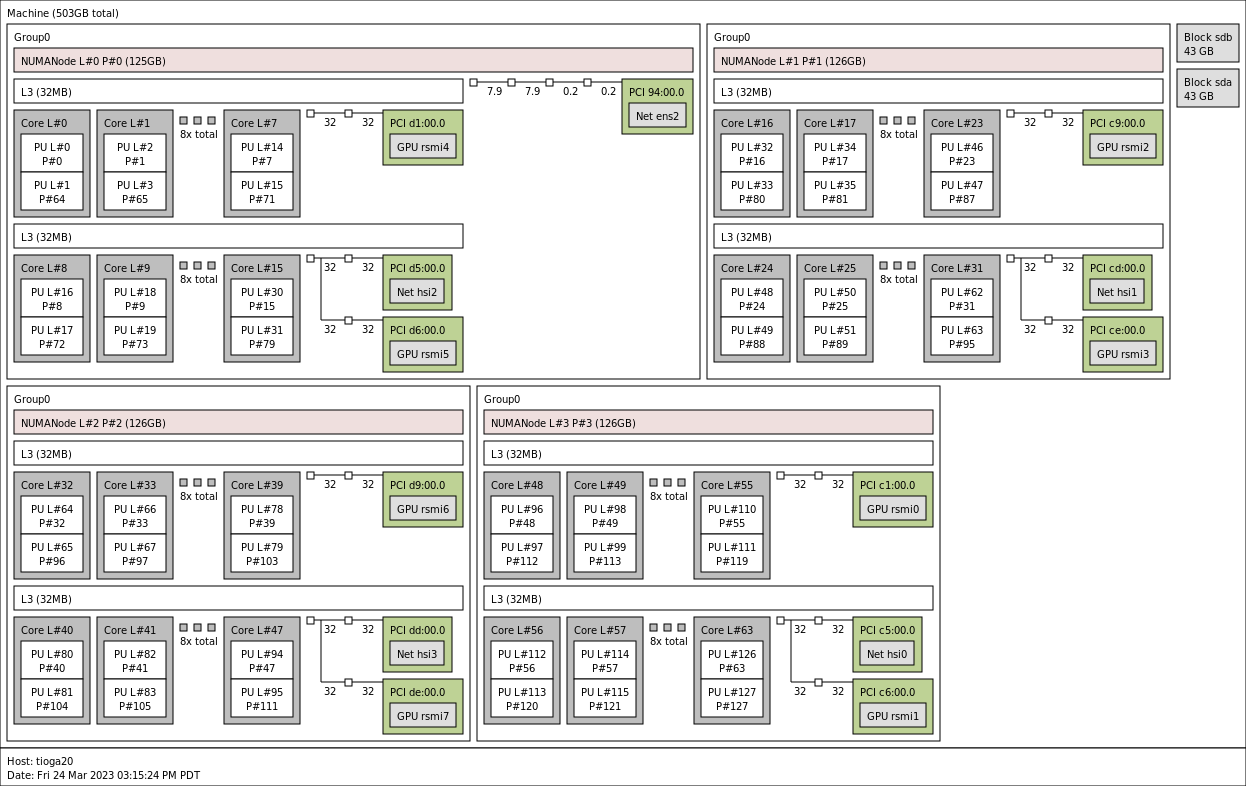 Machine (503GB total)
Group0
NUMANode L#0 P#0 (125GB)
L3 (32MB)
7.9 7.9 0.2 0.2
PCI 94:00.0
Net ens2
Core L#0
PU L#0
P#0
PU L#1
P#64
Core L#1
PU L#2
P#1
PU L#3
P#65
8x total
Core L#7
PU L#14
P#7
PU L#15
P#71
32 32
PCI d1:00.0
GPU rsmi4
L3 (32MB)
Core L#8
PU L#16
P#8
PU L#17
P#72
Core L#9
PU L#18
P#9
PU L#19
P#73
8x total
Core L#15
PU L#30
P#15
PU L#31
P#79
32 32
PCI d5:00.0
Net hsi2
32 32
PCI d6:00.0
GPU rsmi5
Group0
NUMANode L#1 P#1 (126GB)
L3 (32MB)
Core L#16
PU L#32
P#16
PU L#33
P#80
Core L#17
PU L#34
P#17
PU L#35
P#81
8x total
Core L#23
PU L#46
P#23
PU L#47
P#87
32 32
PCI c9:00.0
GPU rsmi2
L3 (32MB)
Core L#24
PU L#48
P#24
PU L#49
P#88
Core L#25
PU L#50
P#25
PU L#51
P#89
8x total
Core L#31
PU L#62
P#31
PU L#63
P#95
32 32
PCI cd:00.0
Net hsi1
32 32
PCI ce:00.0
GPU rsmi3
Block sdb
43 GB
Block sda
43 GB
Group0
NUMANode L#2 P#2 (126GB)
L3 (32MB)
Core L#32
PU L#64
P#32
PU L#65
P#96
Core L#33
PU L#66
P#33
PU L#67
P#97
8x total
Core L#39
PU L#78
P#39
PU L#79
P#103
32 32
PCI d9:00.0
GPU rsmi6
L3 (32MB)
Core L#40
PU L#80
P#40
PU L#81
P#104
Core L#41
PU L#82
P#41
PU L#83
P#105
8x total
Core L#47
PU L#94
P#47
PU L#95
P#111
32 32
PCI dd:00.0
Net hsi3
32 32
PCI de:00.0
GPU rsmi7
Group0
NUMANode L#3 P#3 (126GB)
L3 (32MB)
Core L#48
PU L#96
P#48
PU L#97
P#112
Core L#49
PU L#98
P#49
PU L#99
P#113
8x total
Core L#55
PU L#110
P#55
PU L#111
P#119
32 32
PCI c1:00.0
GPU rsmi0
L3 (32MB)
Core L#56
PU L#112
P#56
PU L#113
P#120
Core L#57
PU L#114
P#57
PU L#115
P#121
8x total
Core L#63
PU L#126
P#63
PU L#127
P#127
32 32
PCI c5:00.0
Net hsi0
32 32
PCI c6:00.0
GPU rsmi1
Host: tioga20
Date: Fri 24 Mar 2023 03:15:24 PM PDT